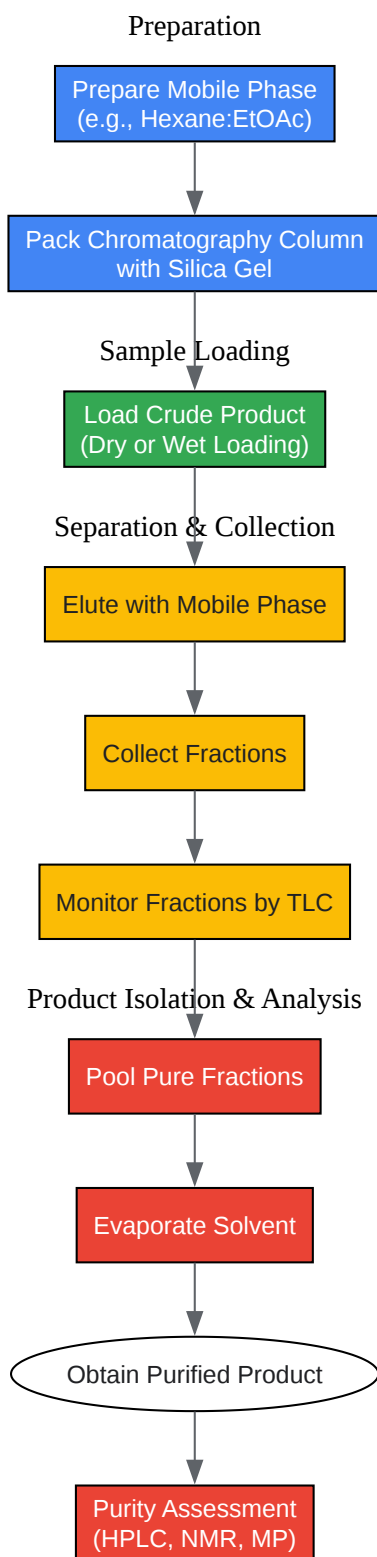 Preparation
Prepare Mobile Phase
(e.g., Hexane:EtOAc)
Pack Chromatography Column
with Silica Gel
Sample Loading
Load Crude Product
(Dry or Wet Loading)
Separation & Collection
Elute with Mobile Phase
Collect Fractions
Monitor Fractions by TLC
Product Isolation & Analysis
Pool Pure Fractions
Evaporate Solvent
Obtain Purified Product
Purity Assessment
(HPLC, NMR, MP)